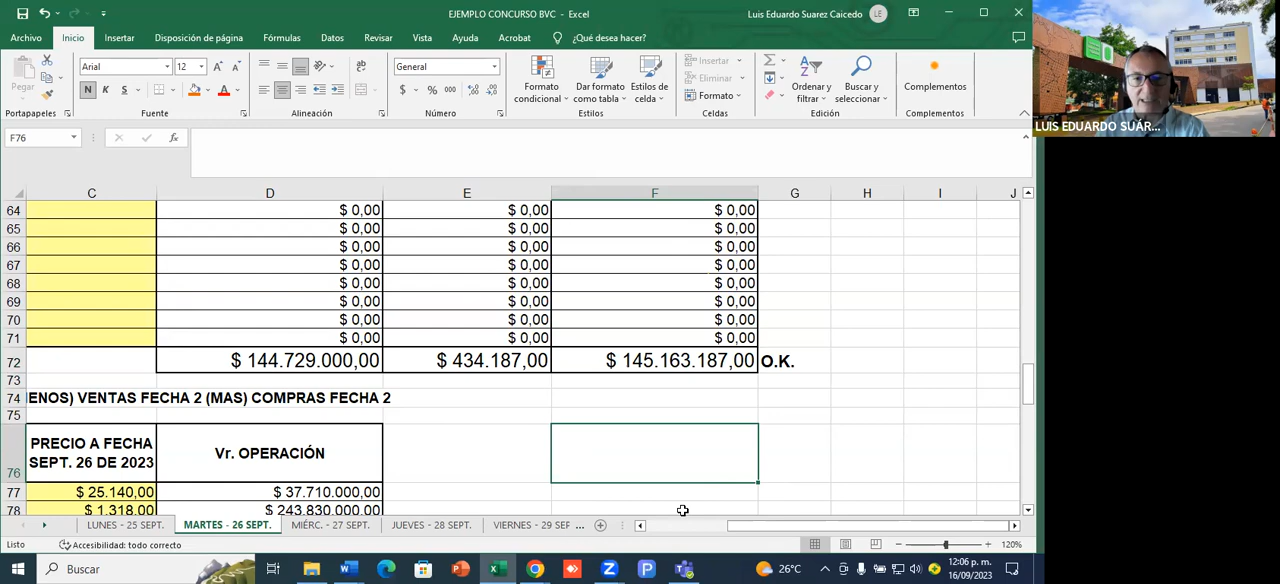 EJEMPLO CONCURSO BVC - Excel
Luis Eduardo Suarez Caicedo
LE
Archivo
Inicio
Insertar
Disposición de página
Fórmulas
Datos
Revisar
Vista
Ayuda
Acrobat
¿Qué desea hacer?
Pegar
Portapapeles
Arial
12
N K S
Fuente
Alineación
General
$ % 000
Número
Formato condicional
Dar formato como tabla
Estilos de celda
Estilos
Insertar
Eliminar
Formato
Celdas
Ordenar y filtrar
Buscar y seleccionar
Edición
Complementos
Complementos
LUIS EDUARDO SUÁR...
F76
fx
C D E F G H I J
64 $ 0,00 $ 0,00 $ 0,00
65 $ 0,00 $ 0,00 $ 0,00
66 $ 0,00 $ 0,00 $ 0,00
67 $ 0,00 $ 0,00 $ 0,00
68 $ 0,00 $ 0,00 $ 0,00
69 $ 0,00 $ 0,00 $ 0,00
70 $ 0,00 $ 0,00 $ 0,00
71 $ 0,00 $ 0,00 $ 0,00
72 $ 144.729.000,00 $ 434.187,00 $ 145.163.187,00 O.K.
73
74 ENOS) VENTAS FECHA 2 (MAS) COMPRAS FECHA 2
75
PRECIO A FECHA
SEPT. 26 DE 2023
Vr. OPERACIÓN
76
77 $ 25.140,00 $ 37.710.000,00
78 $ 1.318,00 $ 243.830.000,00
LUNES - 25 SEPT.
MARTES - 26 SEPT.
MIÉRC. - 27 SEPT.
JUEVES - 28 SEPT.
VIERNES - 29 SEP ...
Listo
Accesibilidad: todo correcto
120%
Buscar
26°C
12:06 p. m.
16/09/2023